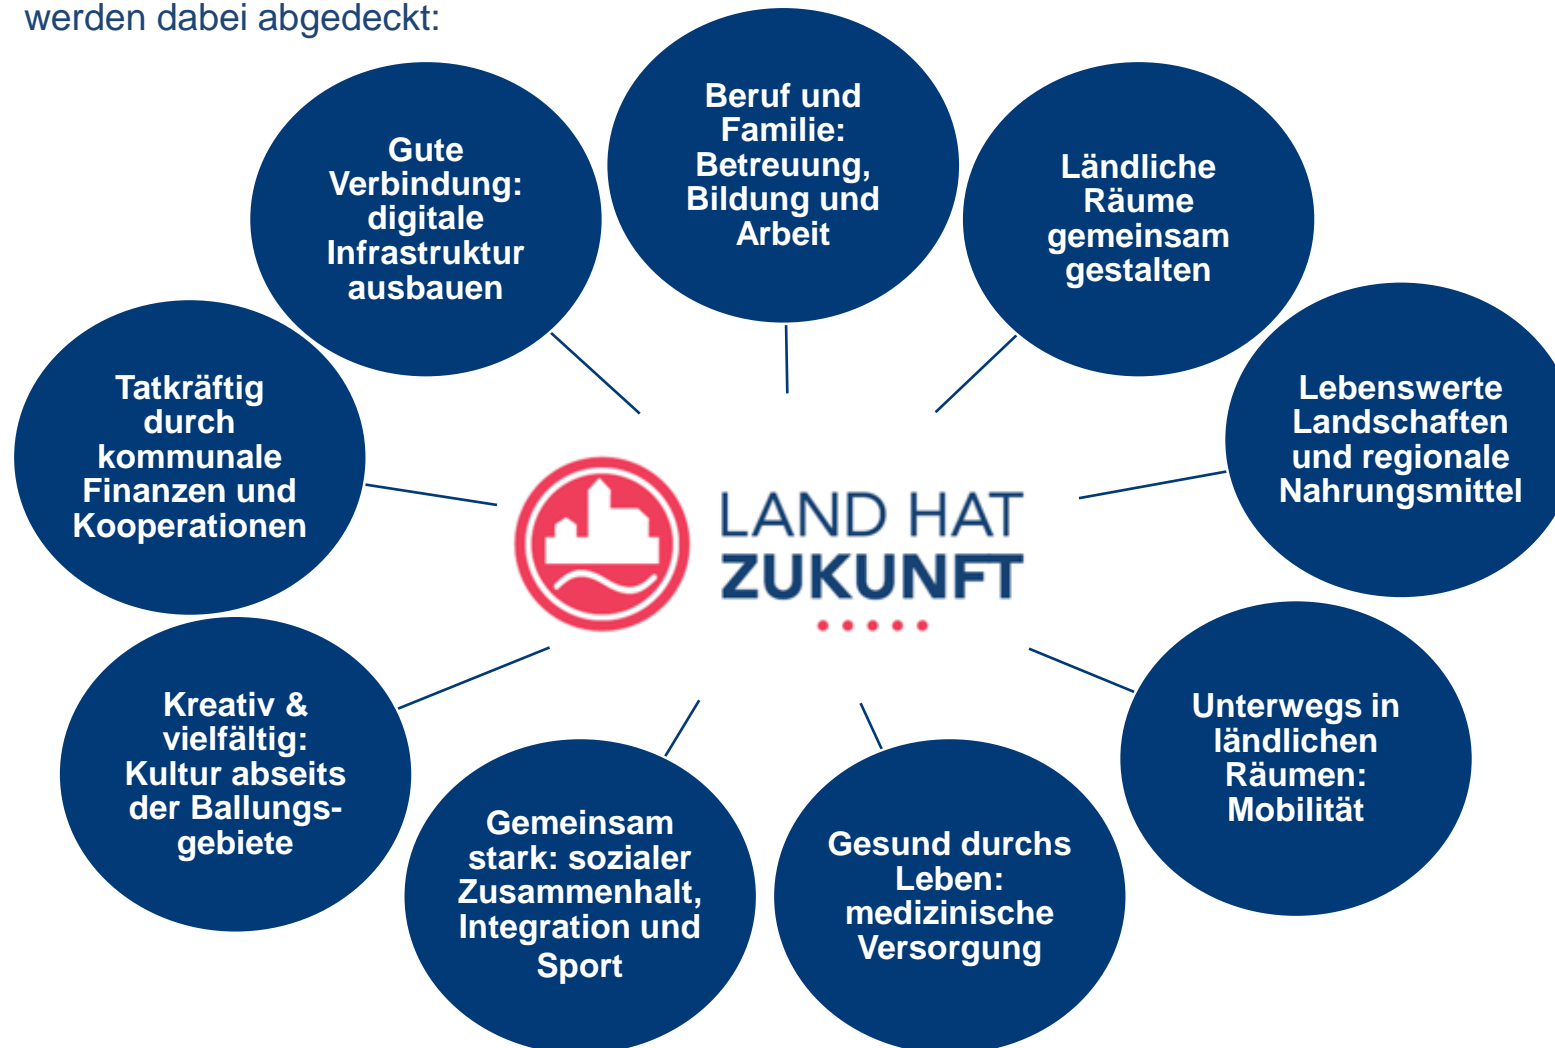 werden dabei abgedeckt:
Beruf und
Familie:
Betreuung,
Bildung und
Arbeit
Ländliche
Räume
gemeinsam
gestalten
Lebenswerte
Landschaften
und regionale
Nahrungsmittel
Unterwegs in
ländlichen
Räumen:
Mobilität
Gesund durchs
Leben:
medizinische
Versorgung
Gemeinsam
stark: sozialer
Zusammenhalt,
Integration und
Sport
Kreativ &
vielfältig:
Kultur abseits
der Ballungs-
gebiete
Tatkräftig
durch
kommunale
Finanzen und
Kooperationen
Gute
Verbindung:
digitale
Infrastruktur
ausbauen
LAND HAT
ZUKUNFT